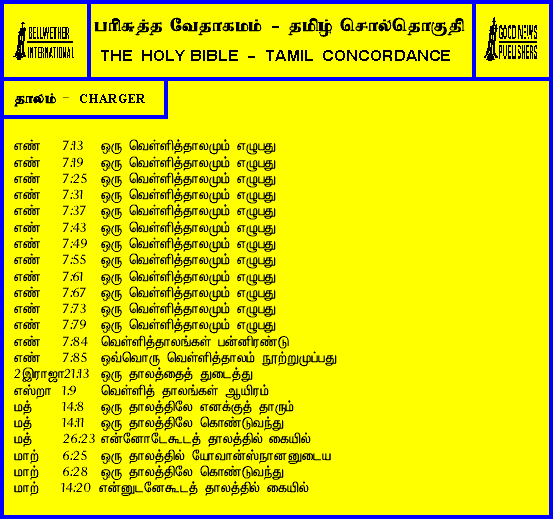 BELLWETHER
INTERNATIONAL
பரிசுத்த வேதாகமம் - தமிழ் சொல்தொகுதி
THE HOLY BIBLE - TAMIL CONCORDANCE
GOOD NEWS
PUBLISHERS
தாலம் - CHARGER
எண் 7:13 ஒரு வெள்ளித்தாலமும் எழுபது
எண் 7:19 ஒரு வெள்ளித்தாலமும் எழுபது
எண் 7:25 ஒரு வெள்ளித்தாலமும் எழுபது
எண் 7:31 ஒரு வெள்ளித்தாலமும் எழுபது
எண் 7:37 ஒரு வெள்ளித்தாலமும் எழுபது
எண் 7:43 ஒரு வெள்ளித்தாலமும் எழுபது
எண் 7:49 ஒரு வெள்ளித்தாலமும் எழுபது
எண் 7:55 ஒரு வெள்ளித்தாலமும் எழுபது
எண் 7:61 ஒரு வெள்ளித்தாலமும் எழுபது
எண் 7:67 ஒரு வெள்ளித்தாலமும் எழுபது
எண் 7:73 ஒரு வெள்ளித்தாலமும் எழுபது
எண் 7:79 ஒரு வெள்ளித்தாலமும் எழுபது
எண் 7:84 வெள்ளித்தாலங்கள் பன்னிரண்டு
எண் 7:85 ஒவ்வொரு வெள்ளித்தாலம் நூற்றுமுப்பது
2இராஜா21:13 ஒரு தாலத்தைத் துடைத்து
எஸ்றா 1:9 வெள்ளித் தாலங்கள் ஆயிரம்
மத் 14:8 ஒரு தாலத்திலே எனக்குத் தாரும்
மத் 14:11 ஒரு தாலத்திலே கொண்டுவந்து
மத் 26:23 என்னோடேகூடத் தாலத்தில் கையில்
மாற் 6:25 ஒரு தாலத்தில் யோவான்ஸ்நானனுடைய
மாற் 6:28 ஒரு தாலத்திலே கொண்டுவந்து
மாற் 14:20 என்னுடனேகூடத் தாலத்தில் கையில்